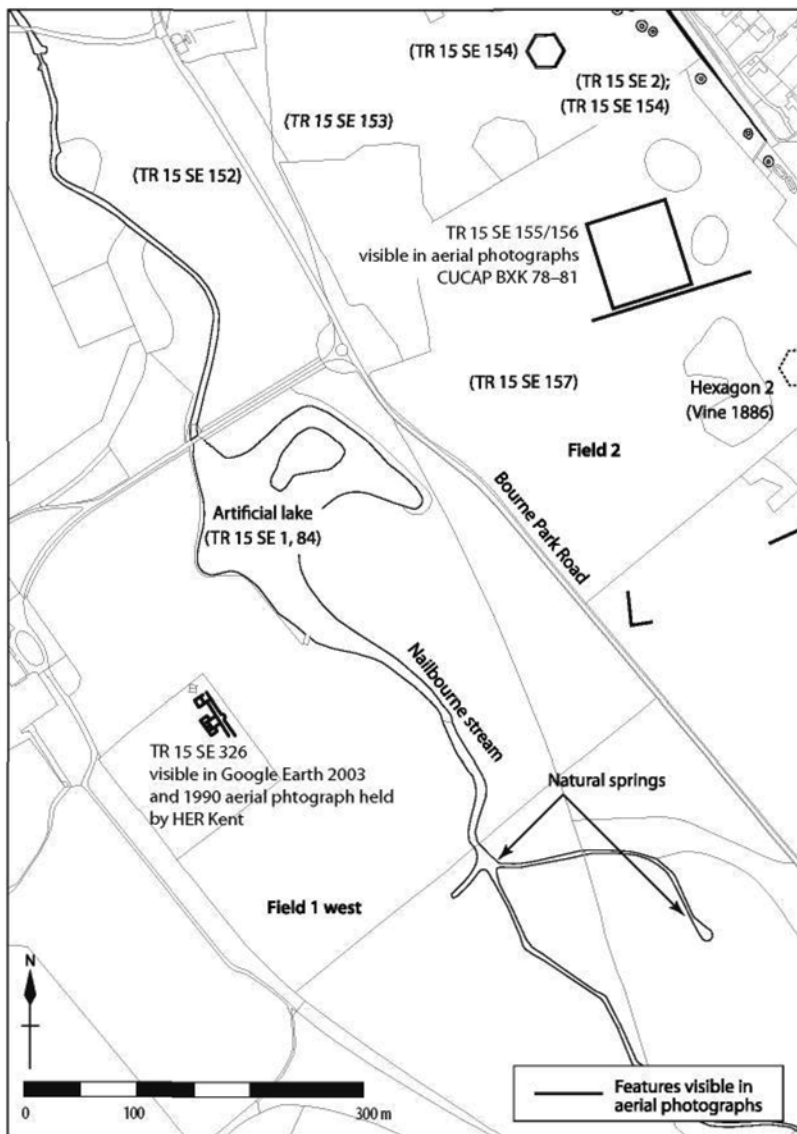 (TR 15 SE 154)
(TR 15 SE 2);
(TR 15 SE 154)
(TR 15 SE 153)
(TR 15 SE 152)
TR 15 SE 155/156
visible in aerial photographs
CUCAP BXK 78–81
(TR 15 SE 157)
Hexagon 2
(Vine 1886)
Field 2
Bourne Park Road
Artificial lake
(TR 15 SE 1, 84)
Nailbourne stream
TR 15 SE 326
visible in Google Earth 2003
and 1990 aerial phtograph held
by HER Kent
Natural springs
Field 1 west
N
0 100 300 m
Features visible in
aerial photographs